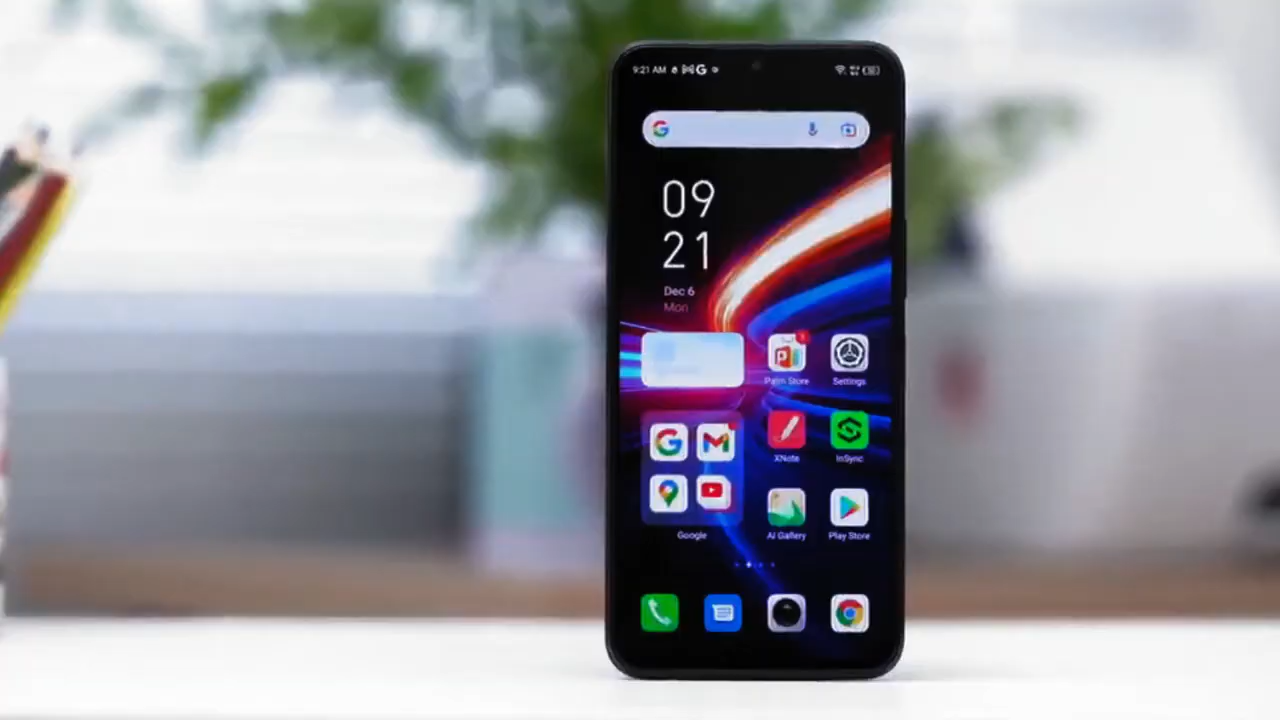 9:21 AM
09
21
Dec 6
Mon
Palm Store
Settings
XNote
InSync
Google
AI Gallery
Play Store